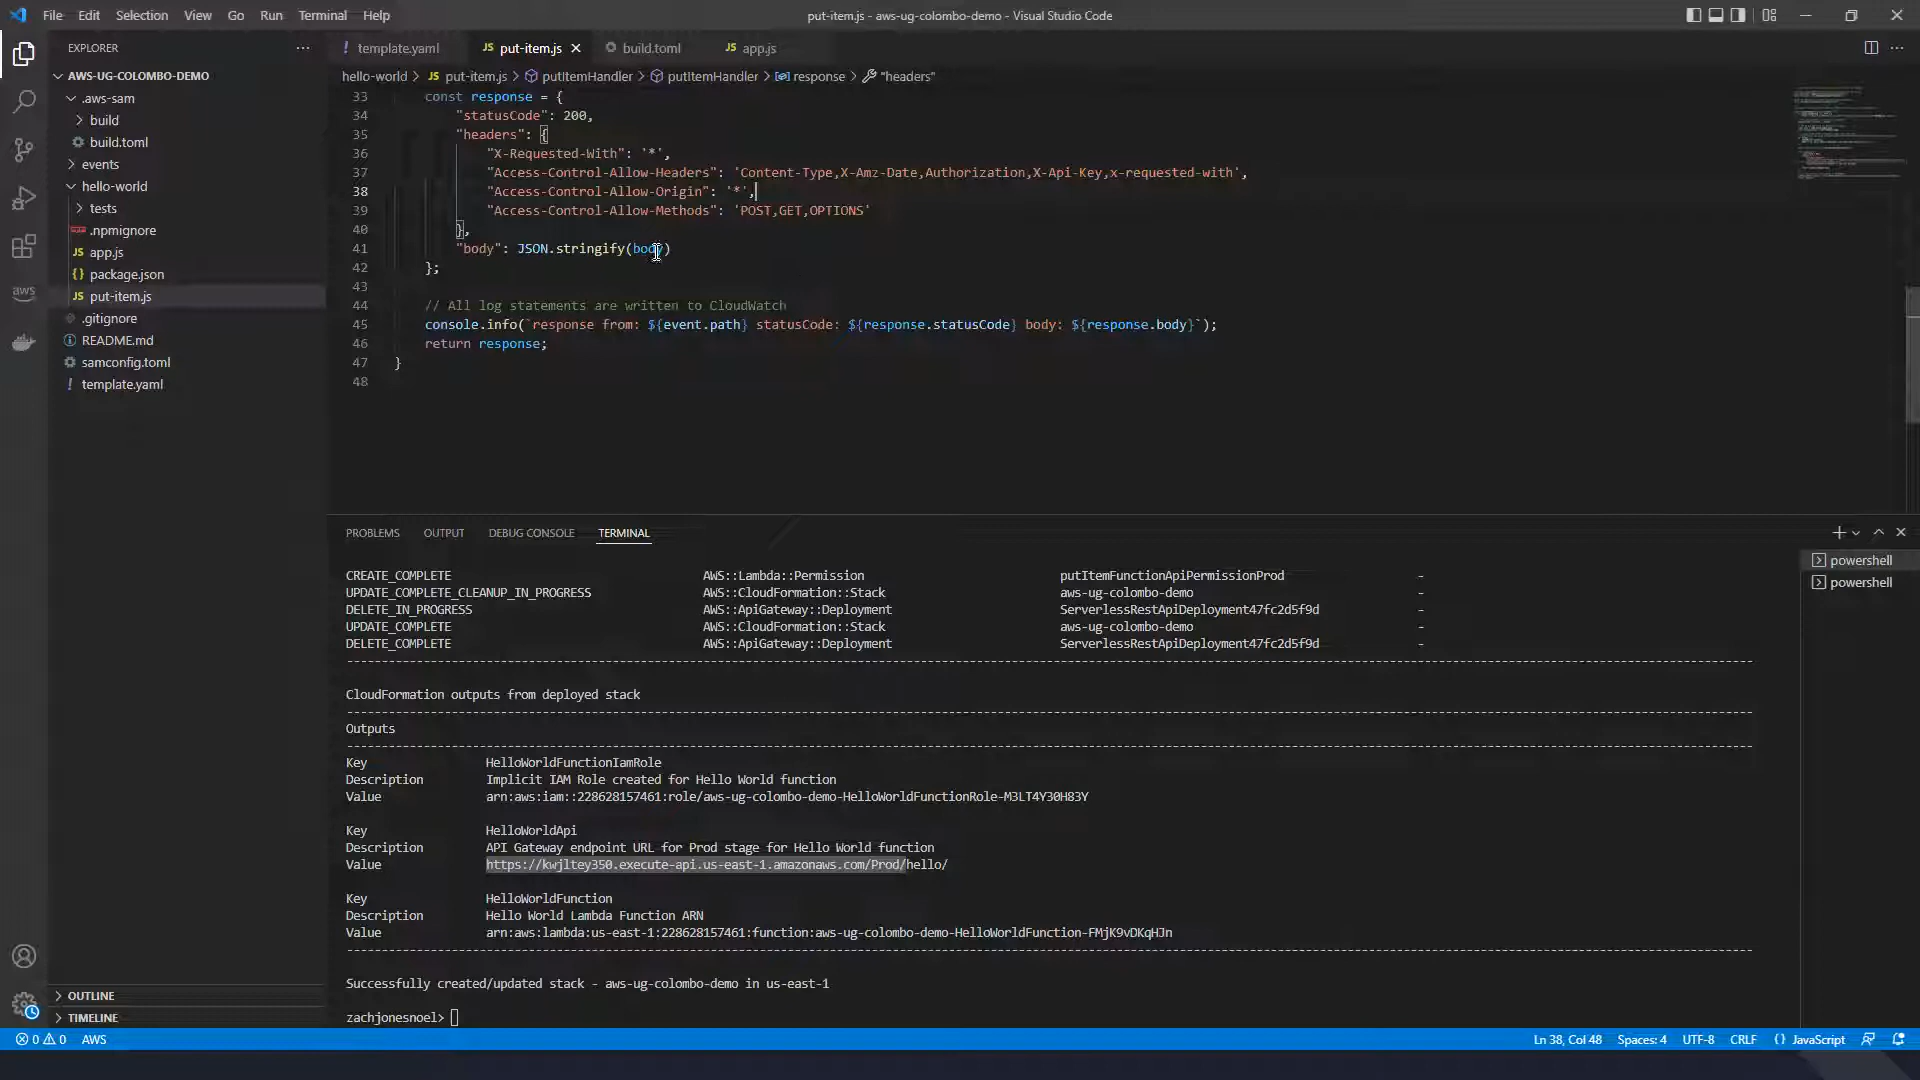 File Edit Selection View Go Run Terminal Help
put-item.js - aws-ug-colombo-demo - Visual Studio Code
EXPLORER
AWS-UG-COLOMBO-DEMO
.aws-sam
build
build.toml
events
hello-world
tests
.npmignore
app.js
package.json
put-item.js
.gitignore
README.md
samconfig.toml
template.yaml
OUTLINE
TIMELINE
template.yaml put-item.js build.toml app.js
hello-world > put-item.js > putItemHandler > putItemHandler > response > "headers"
33 const response = {
34 "statusCode": 200,
35 "headers": {
36 "X-Requested-With": '*',
37 "Access-Control-Allow-Headers": 'Content-Type,X-Amz-Date,Authorization,X-Api-Key,x-requested-with',
38 "Access-Control-Allow-Origin": '*',
39 "Access-Control-Allow-Methods": 'POST,GET,OPTIONS'
40 },
41 "body": JSON.stringify(body)
42 };
43
44 // All log statements are written to CloudWatch
45 console.info(`response from: ${event.path} statusCode: ${response.statusCode} body: ${response.body}`);
46 return response;
47 }
48
PROBLEMS OUTPUT DEBUG CONSOLE TERMINAL
powershell
powershell
CREATE_COMPLETE AWS::Lambda::Permission putItemFunctionApiPermissionProd -
UPDATE_COMPLETE_CLEANUP_IN_PROGRESS AWS::CloudFormation::Stack aws-ug-colombo-demo -
DELETE_IN_PROGRESS AWS::ApiGateway::Deployment ServerlessRestApiDeployment47fc2d5f9d -
UPDATE_COMPLETE AWS::CloudFormation::Stack aws-ug-colombo-demo -
DELETE_COMPLETE AWS::ApiGateway::Deployment ServerlessRestApiDeployment47fc2d5f9d -
CloudFormation outputs from deployed stack
Outputs
Key HelloWorldFunctionIamRole
Description Implicit IAM Role created for Hello World function
Value arn:aws:iam::228628157461:role/aws-ug-colombo-demo-HelloWorldFunctionRole-M3LT4Y30H83Y
Key HelloWorldApi
Description API Gateway endpoint URL for Prod stage for Hello World function
Value https://kwjltey350.execute-api.us-east-1.amazonaws.com/Prod/hello/
Key HelloWorldFunction
Description Hello World Lambda Function ARN
Value arn:aws:lambda:us-east-1:228628157461:function:aws-ug-colombo-demo-HelloWorldFunction-FMjK9vDKqHJn
Successfully created/updated stack - aws-ug-colombo-demo in us-east-1
zachjonesnoel>
0 0 AWS
Ln 38, Col 48 Spaces: 4 UTF-8 CRLF {} JavaScript